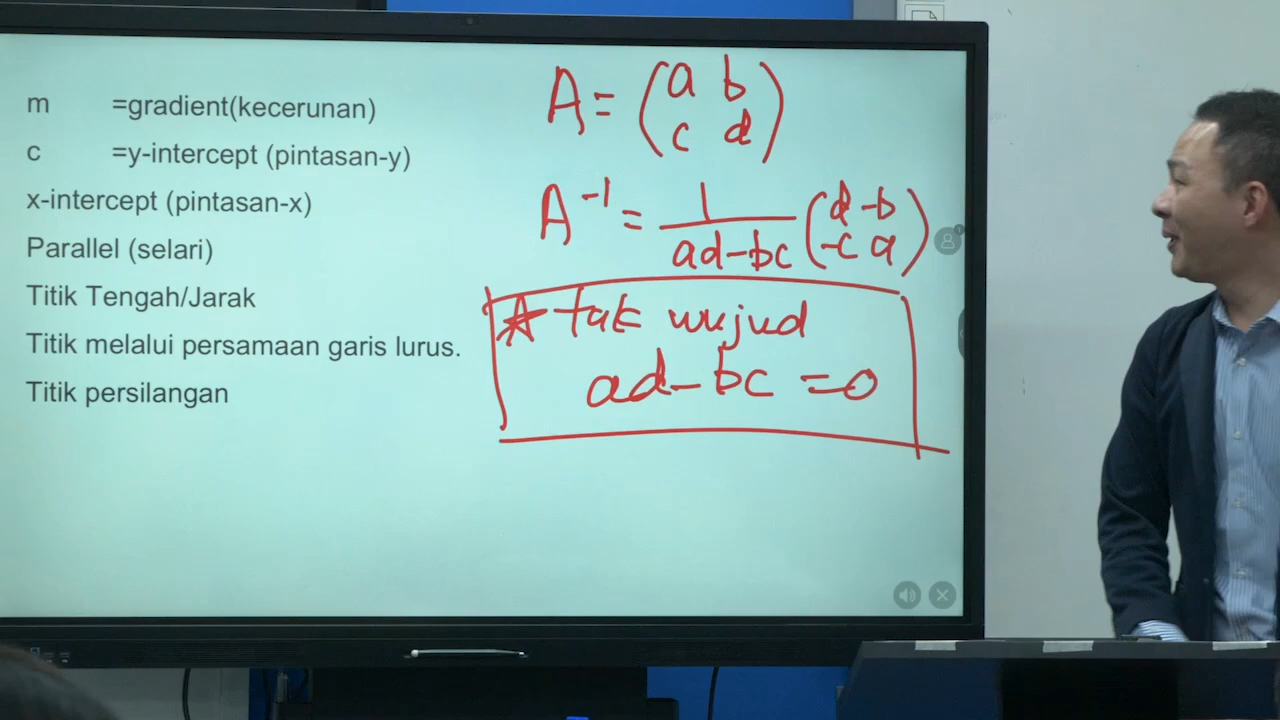 m =gradient(kecerunan)
c =y-intercept (pintasan-y)
x-intercept (pintasan-x)
Parallel (selari)
Titik Tengah/Jarak
Titik melalui persamaan garis lurus.
Titik persilangan
A = (a b
c d)
A⁻¹ = 1
ad-bc
(d -b
-c a)
☆ tak wujud
ad-bc =0